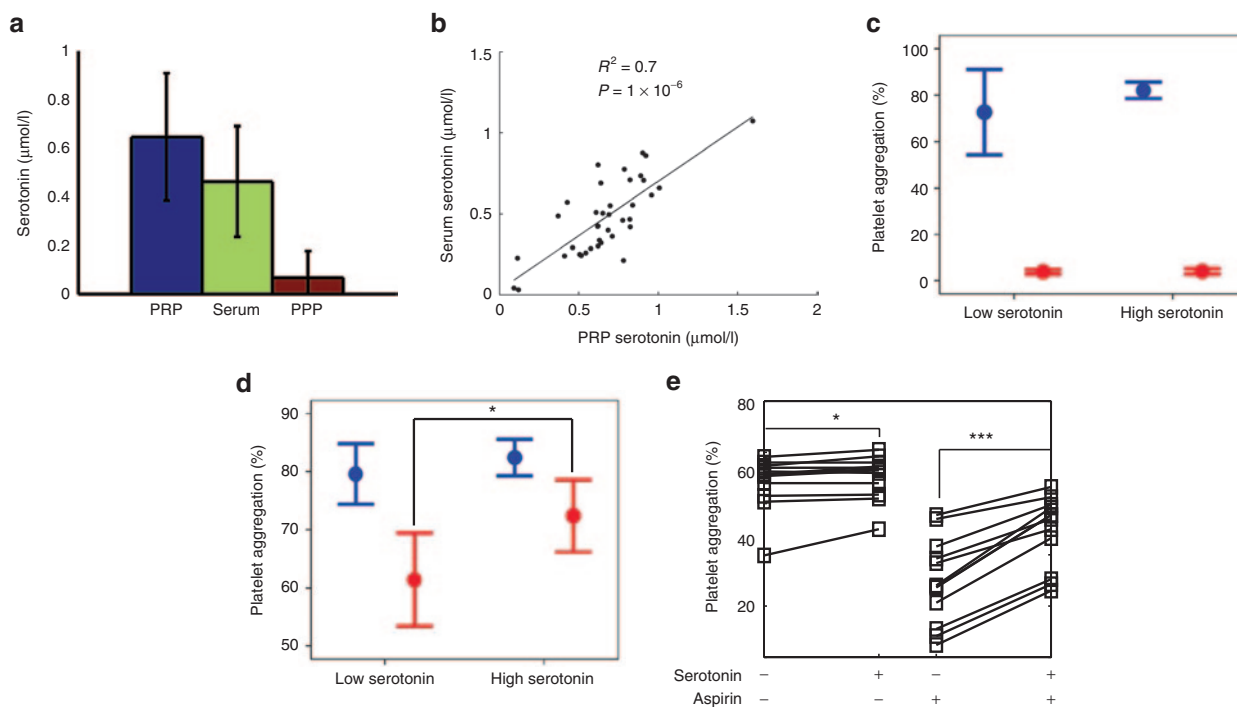 a
Serotonin (μmol/l)
1
0.8
0.6
0.4
0.2
0
PRP Serum PPP
b
Serum serotonin (μmol/l)
1.5
1
0.5
0
R² = 0.7
P = 1 × 10⁻⁶
0 0.5 1 1.5 2
PRP serotonin (μmol/l)
c
Platelet aggregation (%)
100
80
60
40
20
0
Low serotonin High serotonin
d
Platelet aggregation (%)
90
80
70
60
50
*
Low serotonin High serotonin
e
Platelet aggregation (%)
80
60
40
20
* ***
Serotonin − + − +
Aspirin − − + +